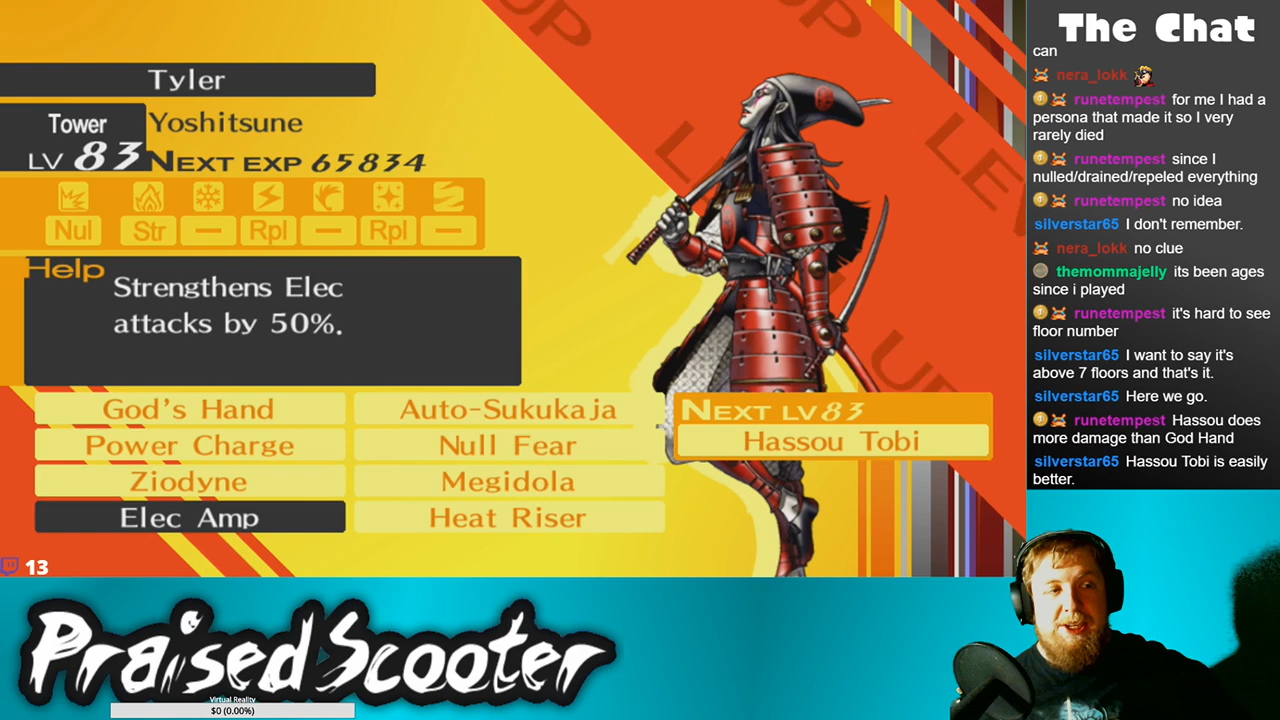 Tyler
Tower
Yoshitsune
LV 83
NEXT EXP 65834
Nul
Str
—
Rpl
—
Rpl
—
Help
Strengthens Elec
attacks by 50%.
God's Hand
Auto-Sukukaja
Power Charge
Null Fear
Ziodyne
Megidola
Elec Amp
Heat Riser
NEXT LV 83
Hassou Tobi
UP
UP
LEV
UP
13
PraisedScooter
Virtual Reality
$0 (0.00%)
The Chat
can
nera_lokk
runetempest for me I had a
persona that made it so I very
rarely died
runetempest since I
nulled/drained/repeled everything
runetempest no idea
silverstar65 I don't remember.
nera_lokk no clue
themommajelly its been ages
since i played
runetempest it's hard to see
floor number
silverstar65 I want to say it's
above 7 floors and that's it.
silverstar65 Here we go.
runetempest Hassou does
more damage than God Hand
silverstar65 Hassou Tobi is easily
better.